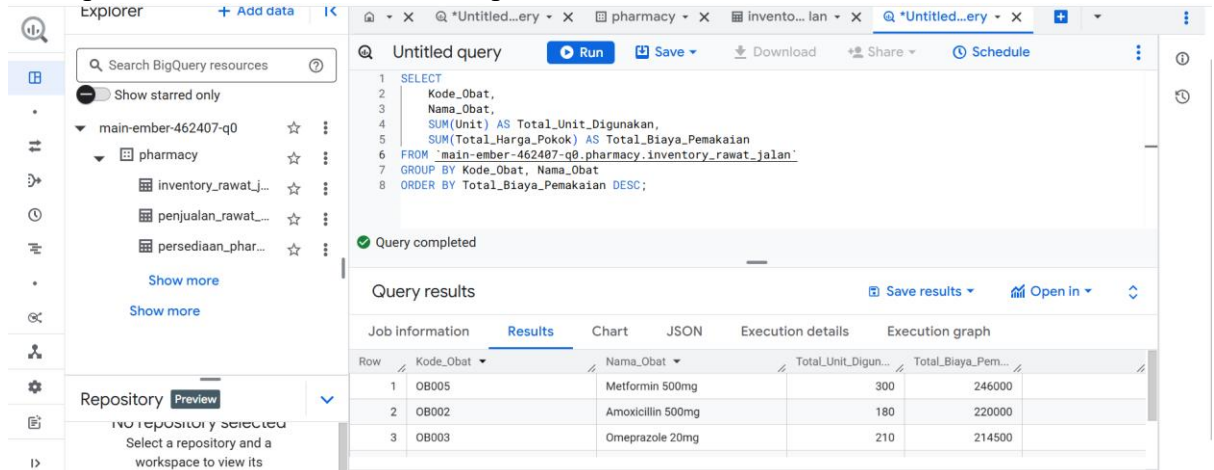 Explorer + Add data
*Untitled...ery
pharmacy
invento... lan
*Untitled...ery
Search BigQuery resources
Show starred only
main-ember-462407-q0
pharmacy
inventory_rawat_j...
penjualan_rawat_...
persediaan_phar...
Show more
Show more
Repository Preview
No repository selected
Select a repository and a
workspace to view its
Untitled query Run Save Download Share Schedule
1 SELECT
2 Kode_Obat,
3 Nama_Obat,
4 SUM(Unit) AS Total_Unit_Digunakan,
5 SUM(Total_Harga_Pokok) AS Total_Biaya_Pemakaian
6 FROM `main-ember-462407-q0.pharmacy.inventory_rawat_jalan`
7 GROUP BY Kode_Obat, Nama_Obat
8 ORDER BY Total_Biaya_Pemakaian DESC;
Query completed
Query results Save results Open in
Job information Results Chart JSON Execution details Execution graph
Row Kode_Obat Nama_Obat Total_Unit_Digun... Total_Biaya_Pem...
1 OB005 Metformin 500mg 300 246000
2 OB002 Amoxicillin 500mg 180 220000
3 OB003 Omeprazole 20mg 210 214500